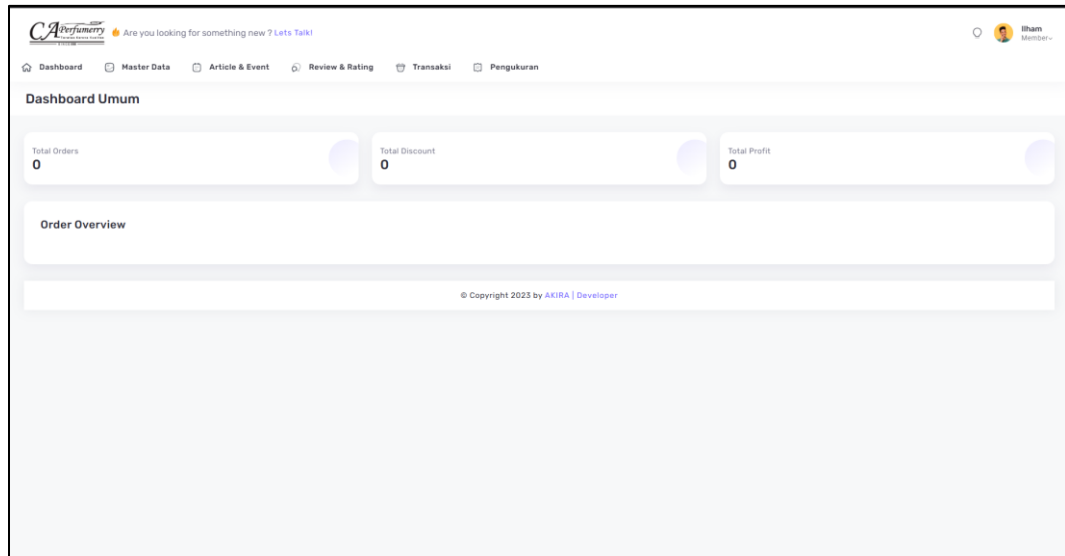 CAPerfumerry
Are you looking for something new ? Lets Talk!
Ilham
Member
Dashboard Master Data Article & Event Review & Rating Transaksi Pengukuran
Dashboard Umum
Total Orders
0
Total Discount
0
Total Profit
0
Order Overview
© Copyright 2023 by AKIRA | Developer